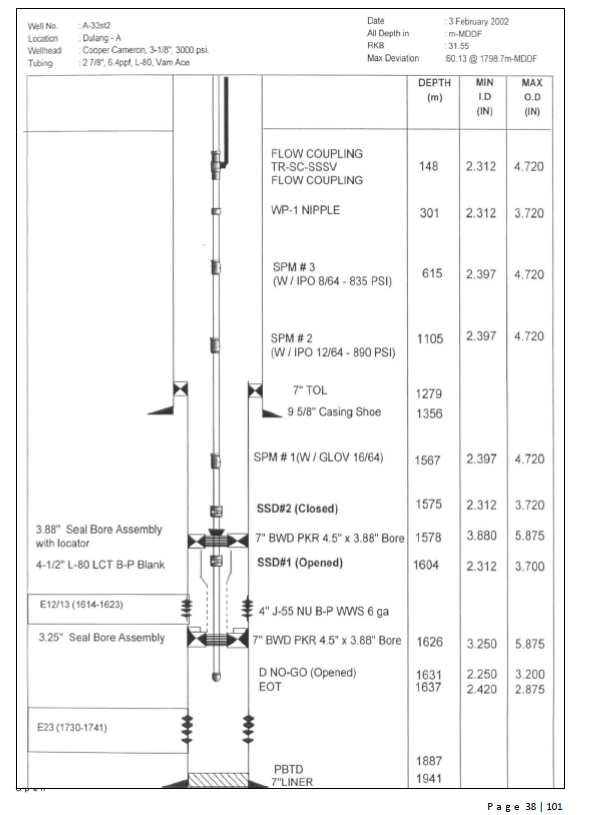 Well No. : A-33st2
Location : Dulang - A
Wellhead : Cooper Cameron, 3-1/8", 3000 psi.
Tubing : 2 7/8", 6.4ppf, L-80, Vam Ace
Date : 3 February 2002
All Depth in : m-MDDF
RKB : 31.55
Max Deviation : 60.13 @ 1798.7m-MDDF
DEPTH (m) MIN I.D (IN) MAX O.D (IN)
FLOW COUPLING
TR-SC-SSSV 148 2.312 4.720
FLOW COUPLING
WP-1 NIPPLE 301 2.312 3.720
SPM # 3 615 2.397 4.720
(W / IPO 8/64 - 835 PSI)
SPM # 2 1105 2.397 4.720
(W / IPO 12/64 - 890 PSI)
7" TOL 1279
9 5/8" Casing Shoe 1356
SPM # 1(W / GLOV 16/64) 1567 2.397 4.720
SSD#2 (Closed) 1575 2.312 3.720
3.88" Seal Bore Assembly
with locator
7" BWD PKR 4.5" x 3.88" Bore 1578 3.880 5.875
4-1/2" L-80 LCT B-P Blank
SSD#1 (Opened) 1604 2.312 3.700
E12/13 (1614-1623)
4" J-55 NU B-P WWS 6 ga
3.25" Seal Bore Assembly
7" BWD PKR 4.5" x 3.88" Bore 1626 3.250 5.875
D NO-GO (Opened) 1631 2.250 3.200
EOT 1637 2.420 2.875
E23 (1730-1741)
PBTD 1887
7"LINER 1941
Page 38 | 101